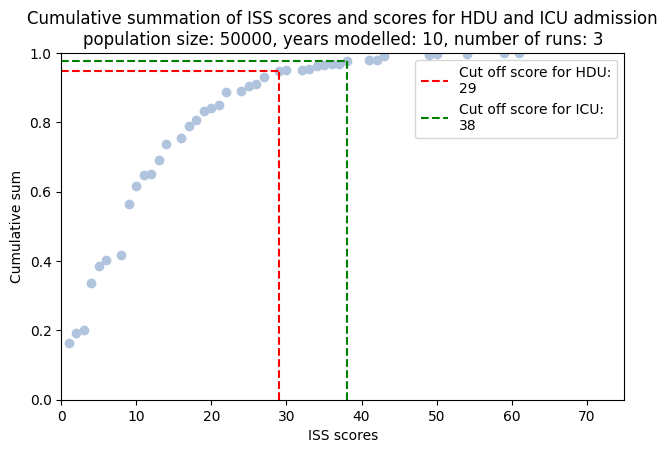 Cumulative summation of ISS scores and scores for HDU and ICU admission
population size: 50000, years modelled: 10, number of runs: 3
1.0
0.8
0.6
0.4
0.2
0.0
Cumulative sum
Cut off score for HDU:
29
Cut off score for ICU:
38
0 10 20 30 40 50 60 70
ISS scores